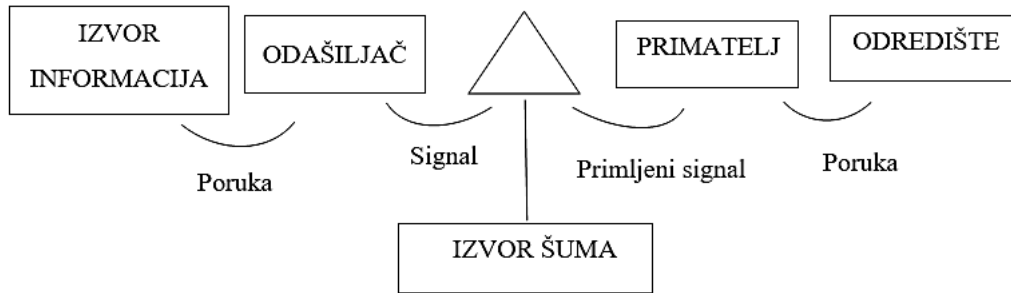 IZVOR
INFORMACIJA
ODAŠILJAČ
PRIMATELJ
ODREDIŠTE
Poruka
Signal
Primljeni signal
Poruka
IZVOR ŠUMA